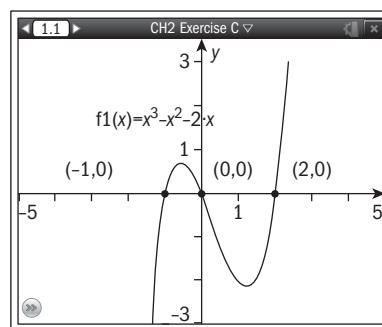 1.1 CH2 Exercise C
3 y
f1(x)=x³–x²–2·x
1
(–1,0) (0,0) (2,0)
x
–5 1 5
–3